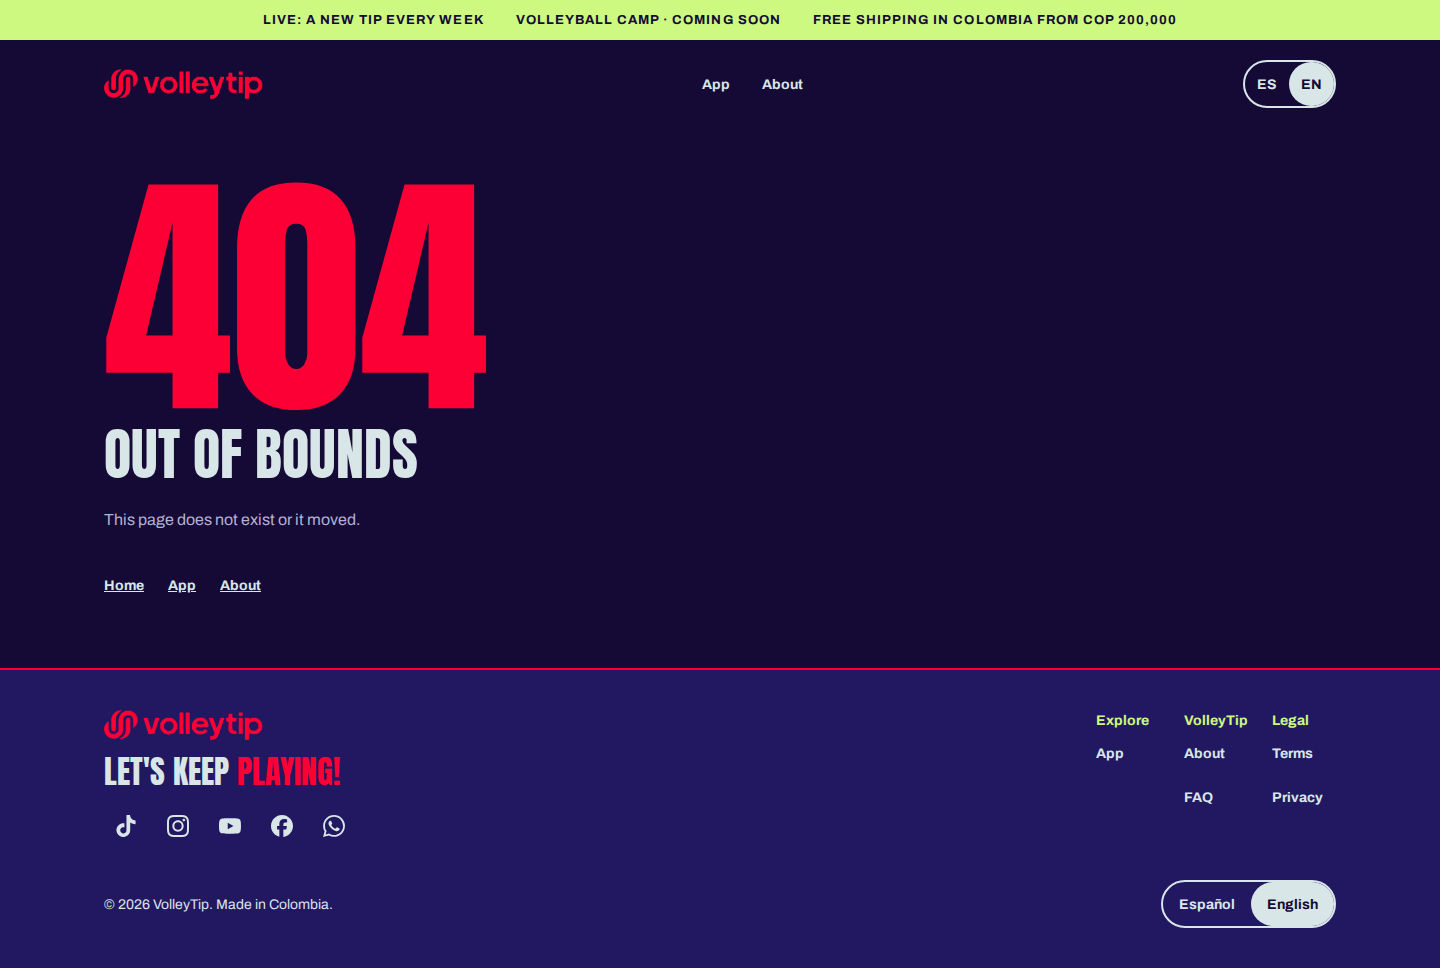 LIVE: A NEW TIP EVERY WEEK VOLLEYBALL CAMP · COMING SOON FREE SHIPPING IN COLOMBIA FROM COP 200,000
volleytip App About ES EN
404
OUT OF BOUNDS
This page does not exist or it moved.
Home App About
volleytip
LET'S KEEP PLAYING!
Explore VolleyTip Legal
App About Terms
FAQ Privacy
© 2026 VolleyTip. Made in Colombia. Español English